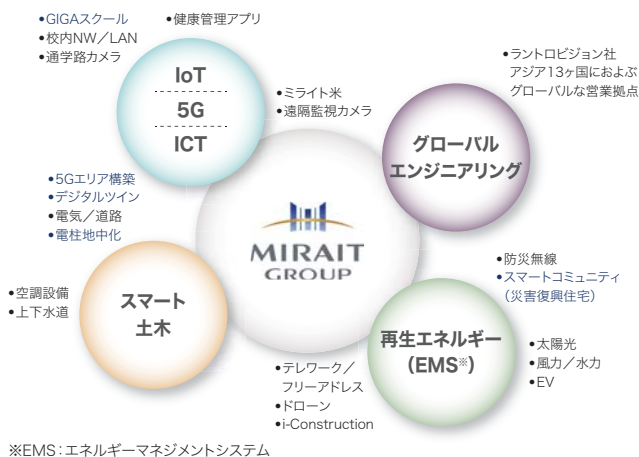 •GIGAスクール
•校内NW／LAN
•通学路カメラ
•健康管理アプリ
IoT
5G
ICT
•ミライト米
•遠隔監視カメラ
•ラントロビジョン社
アジア13ヶ国におよぶ
グローバルな営業拠点
グローバル
エンジニアリング
•5Gエリア構築
•デジタルツイン
•電気／道路
•電柱地中化
MIRAIT
GROUP
•空調設備
•上下水道
スマート
土木
•防災無線
•スマートコミュニティ
（災害復興住宅）
再生エネルギー
（EMS※）
•太陽光
•風力／水力
•EV
•テレワーク／
フリーアドレス
•ドローン
•i-Construction
※EMS：エネルギーマネジメントシステム